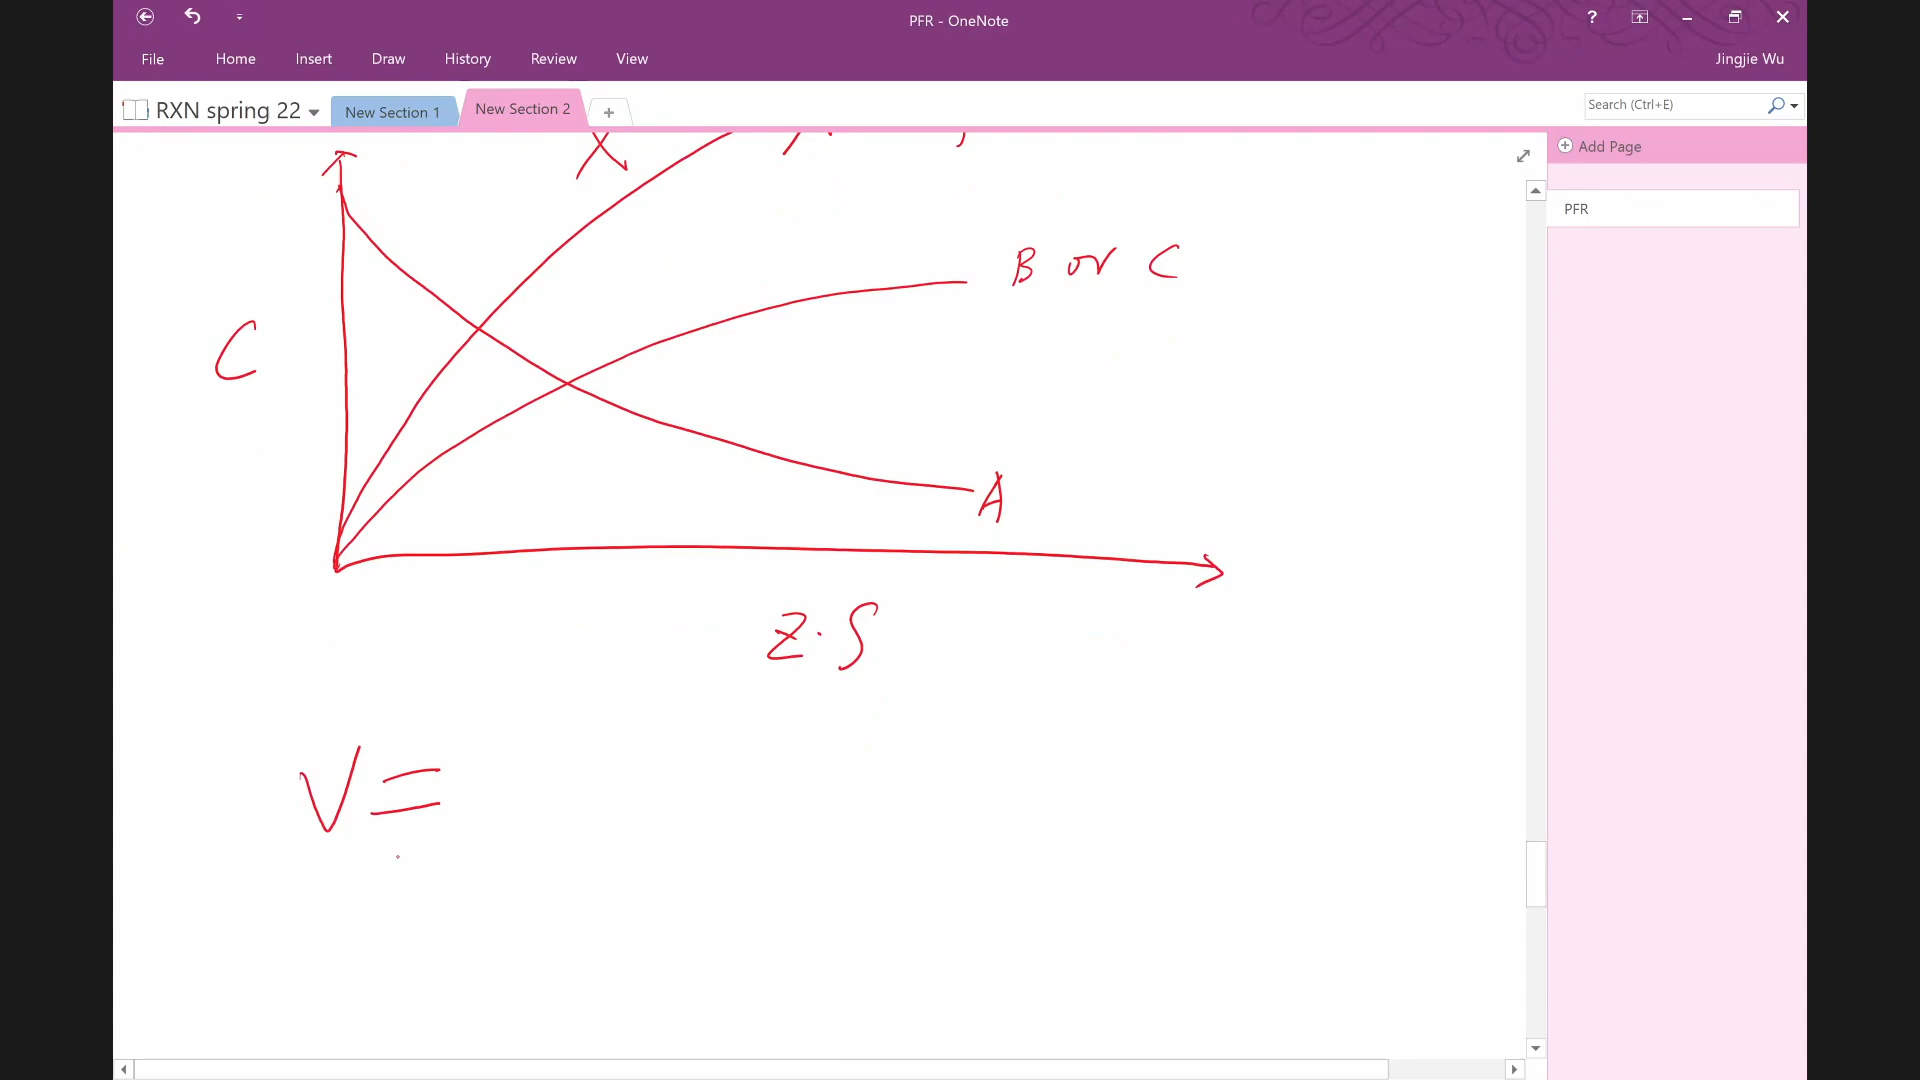 PFR - OneNote
?
File Home Insert Draw History View Jingjie Wu
RXN spring 22 New Section 1 New Section 2 +
Search (Ctrl+E)
Add Page
PFR
X
B or C
C
A
Z · S
V =